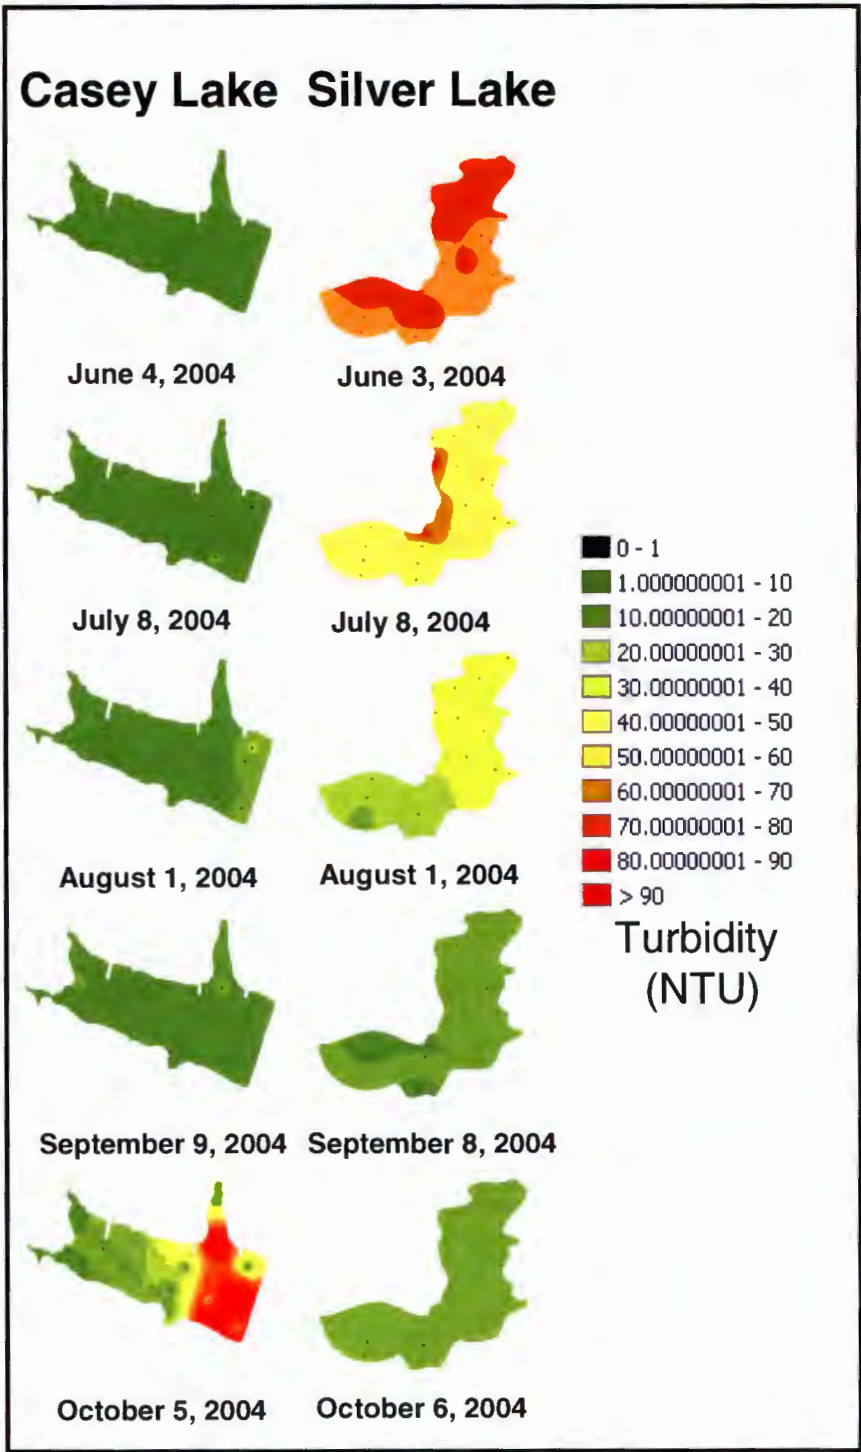 Casey Lake Silver Lake
June 4, 2004
June 3, 2004
July 8, 2004
July 8, 2004
August 1, 2004
August 1, 2004
September 9, 2004
September 8, 2004
October 5, 2004
October 6, 2004
0 - 1
1.000000001 - 10
10.00000001 - 20
20.00000001 - 30
30.00000001 - 40
40.00000001 - 50
50.00000001 - 60
60.00000001 - 70
70.00000001 - 80
80.00000001 - 90
> 90
Turbidity
(NTU)